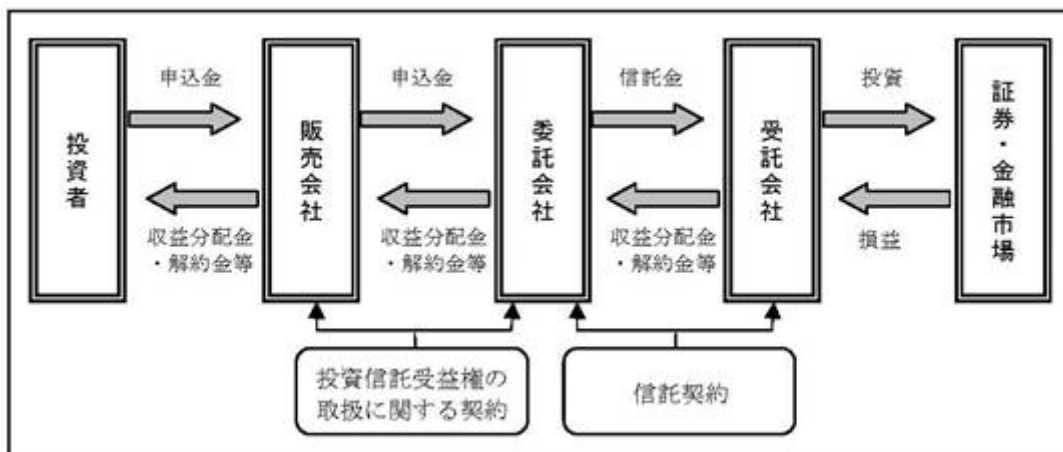 投資者
申込金
収益分配金
・解約金等
販売会社
申込金
収益分配金
・解約金等
委託会社
信託金
収益分配金
・解約金等
受託会社
投資
損益
証券・金融市場
投資信託受益権の
取扱に関する契約
信託契約